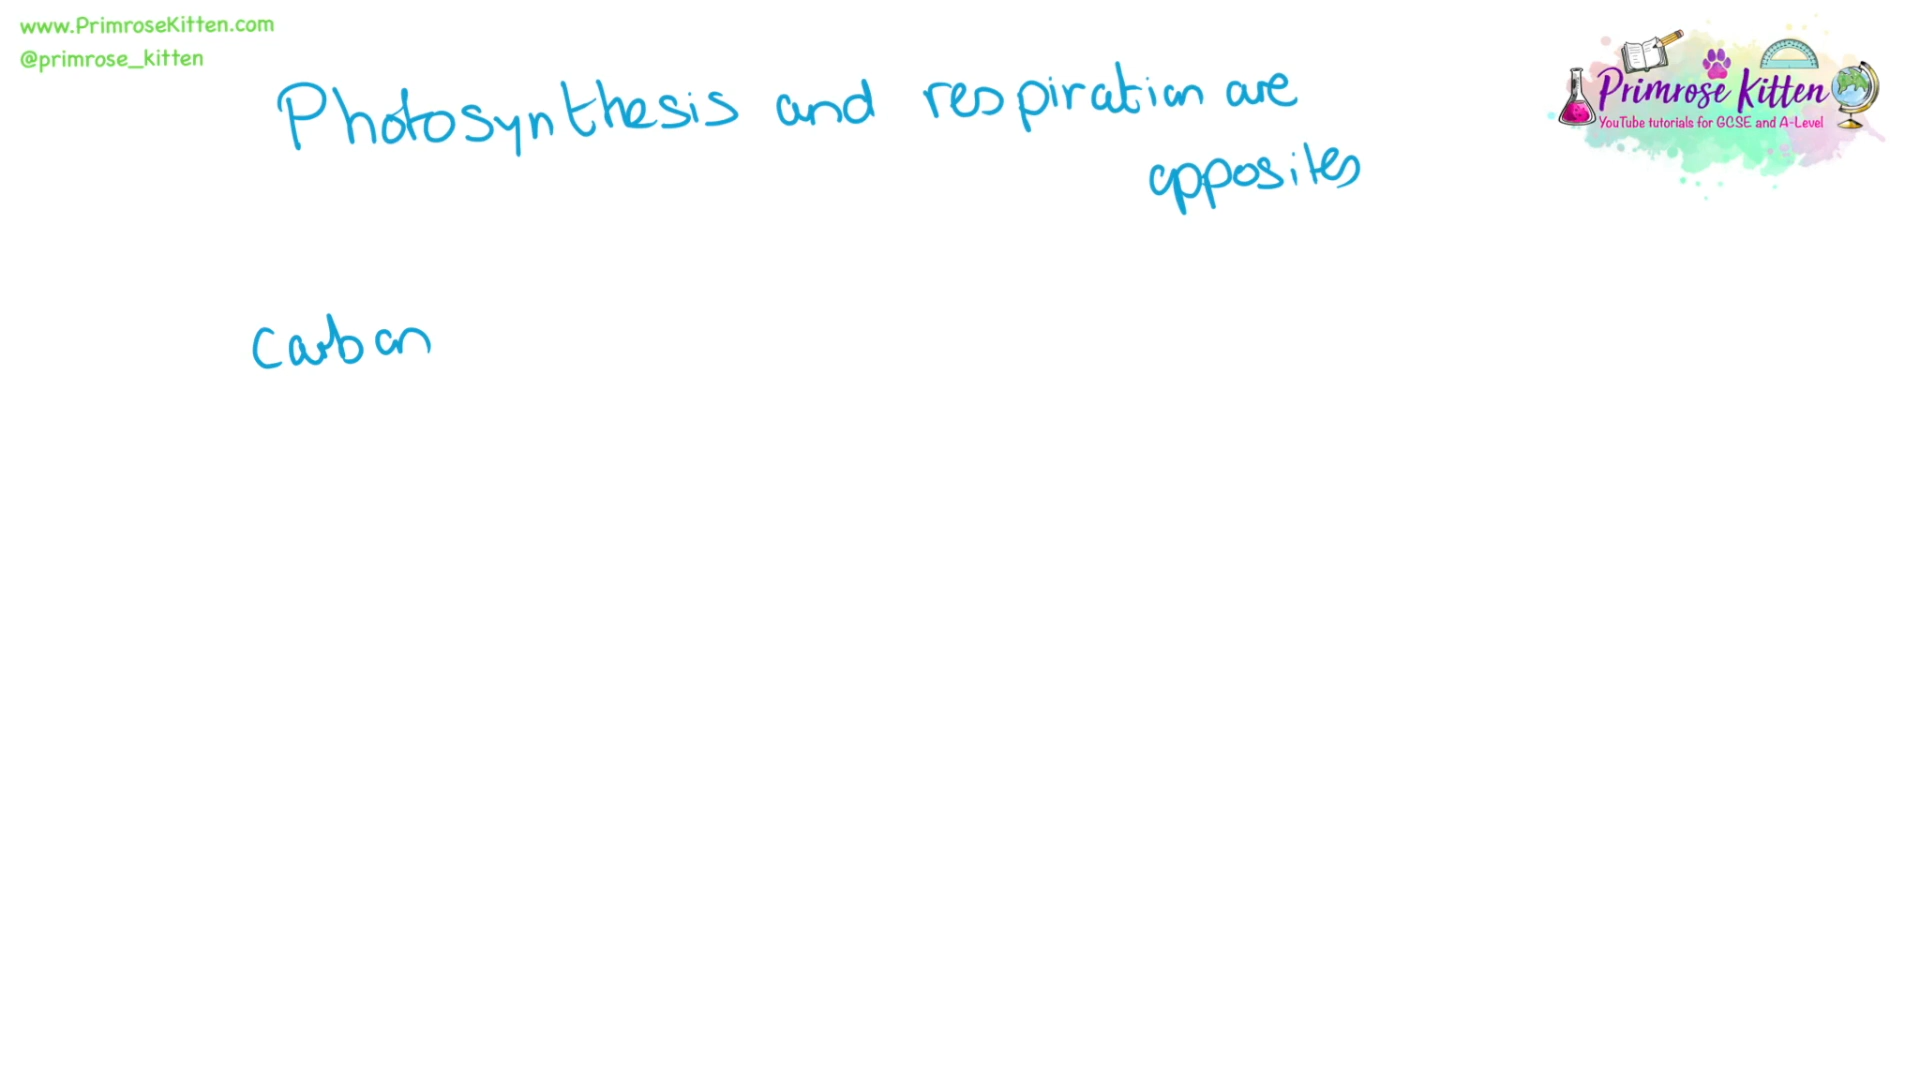 www.PrimroseKitten.com
@primrose_kitten
Photosynthesis and respiration are
opposites
Primrose Kitten
YouTube tutorials for GCSE and A-Level
Carbon